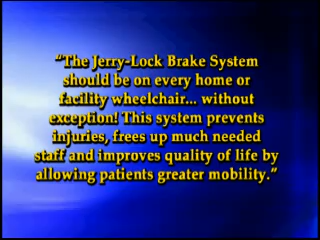 “The Jerry-Lock Brake System
should be on every home or
facility wheelchair... without
exception! This system prevents
injuries, frees up much needed
staff and improves quality of life by
allowing patients greater mobility.”